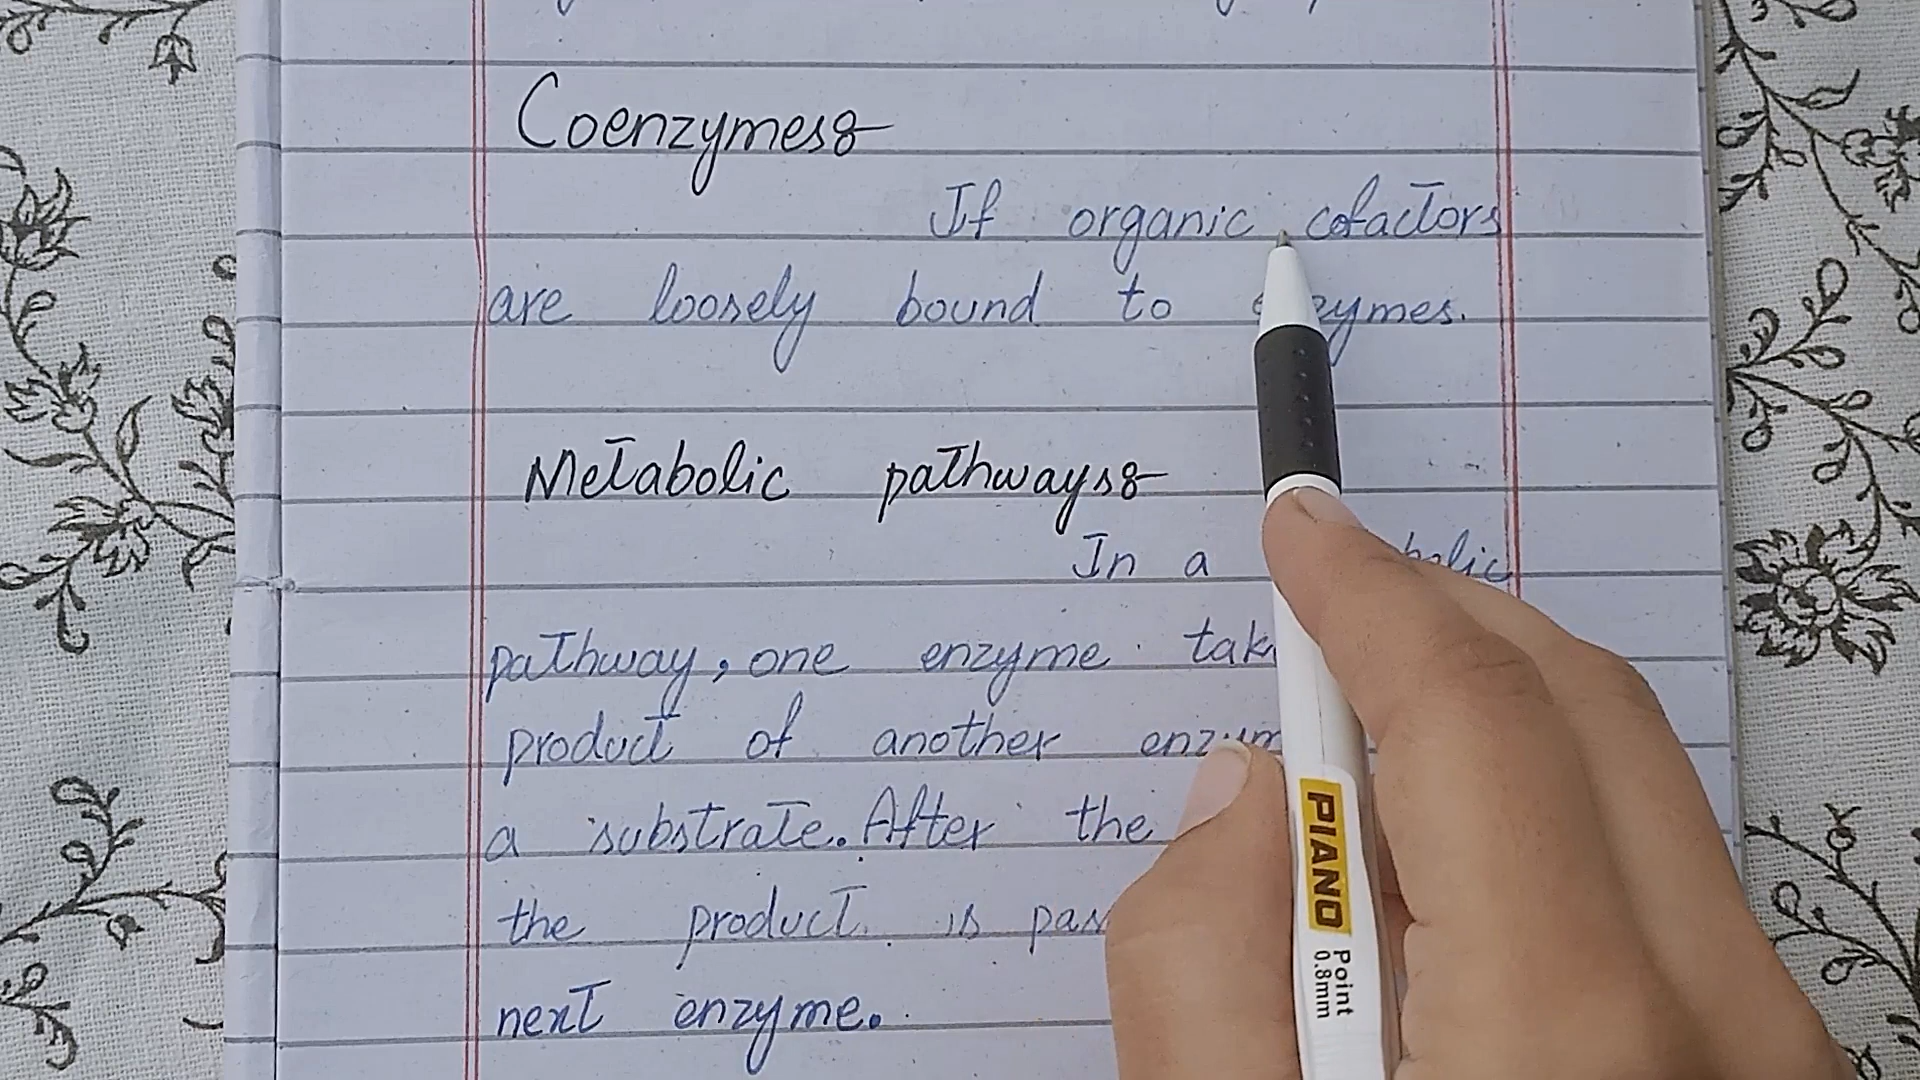 Coenzymes:-
If organic cofactors
are loosely bound to enzymes.
Metabolic pathways:-
In a
pathway, one enzyme
product of another
a substrate. After the
the product is
next enzyme.
PIANO
Point
0.8mm